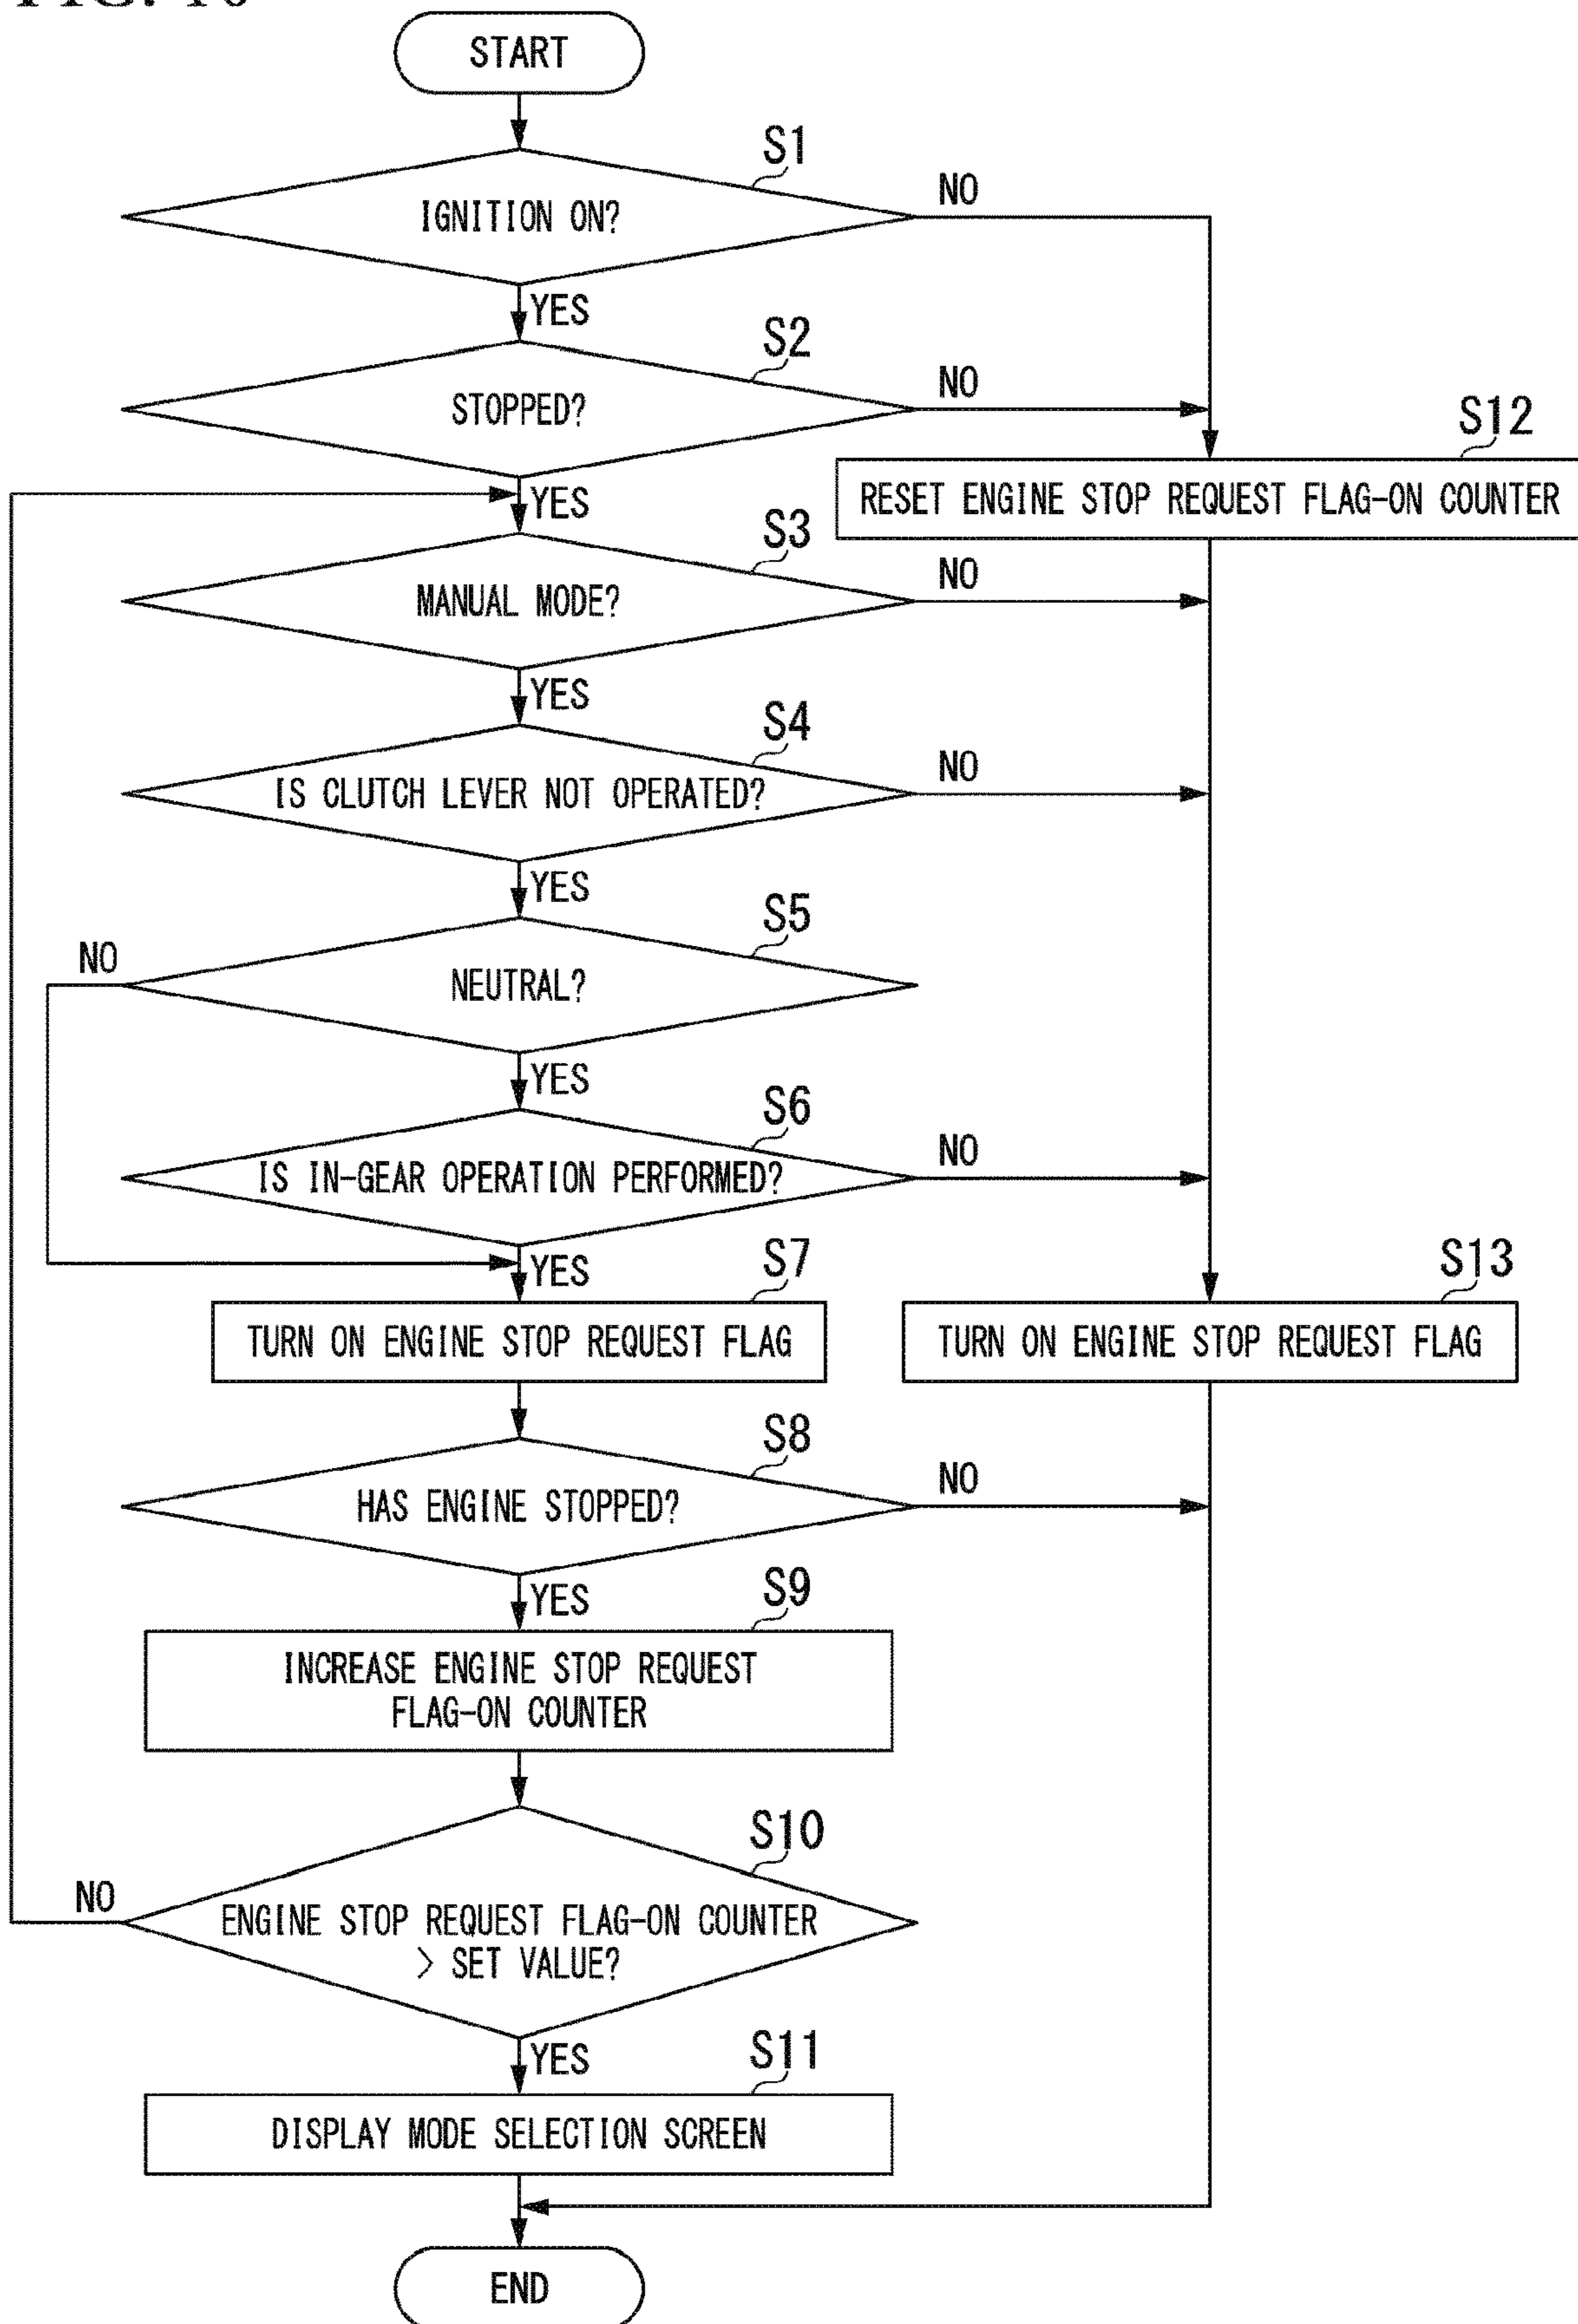 START
S1
IGNITION ON?
NO
YES
S2
STOPPED?
NO
YES
S12
RESET ENGINE STOP REQUEST FLAG-ON COUNTER
S3
MANUAL MODE?
NO
YES
S4
IS CLUTCH LEVER NOT OPERATED?
NO
YES
S5
NEUTRAL?
NO
YES
S6
IS IN-GEAR OPERATION PERFORMED?
NO
YES
S7
TURN ON ENGINE STOP REQUEST FLAG
S13
TURN ON ENGINE STOP REQUEST FLAG
S8
HAS ENGINE STOPPED?
NO
YES
S9
INCREASE ENGINE STOP REQUEST
FLAG-ON COUNTER
S10
ENGINE STOP REQUEST FLAG-ON COUNTER
> SET VALUE?
NO
YES
S11
DISPLAY MODE SELECTION SCREEN
END